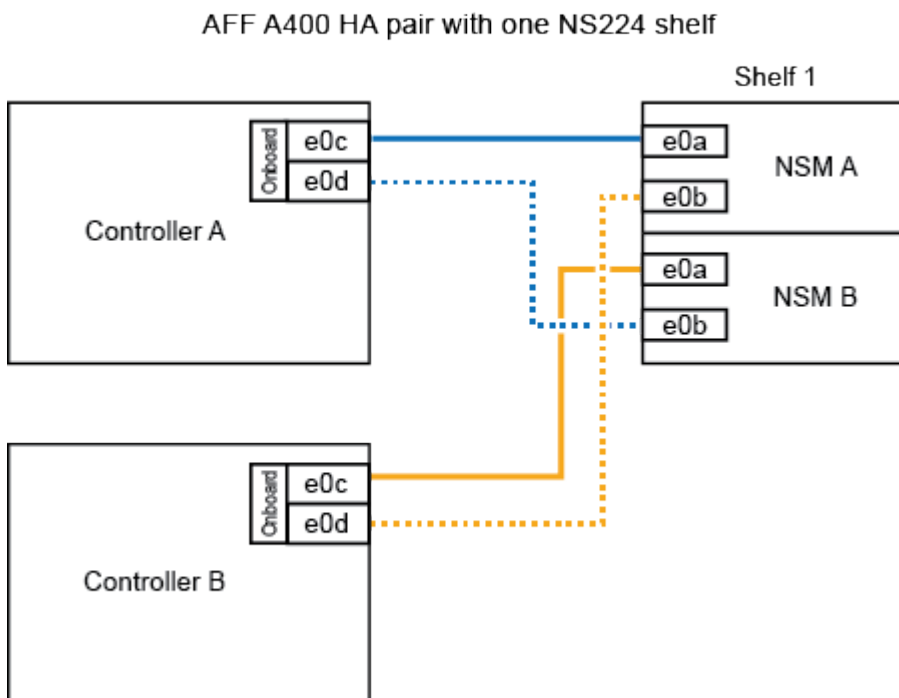 AFF A400 HA pair with one NS224 shelf
Shelf 1
Onboard
e0c
e0d
Controller A
e0a
e0b
NSM A
e0a
e0b
NSM B
Onboard
e0c
e0d
Controller B